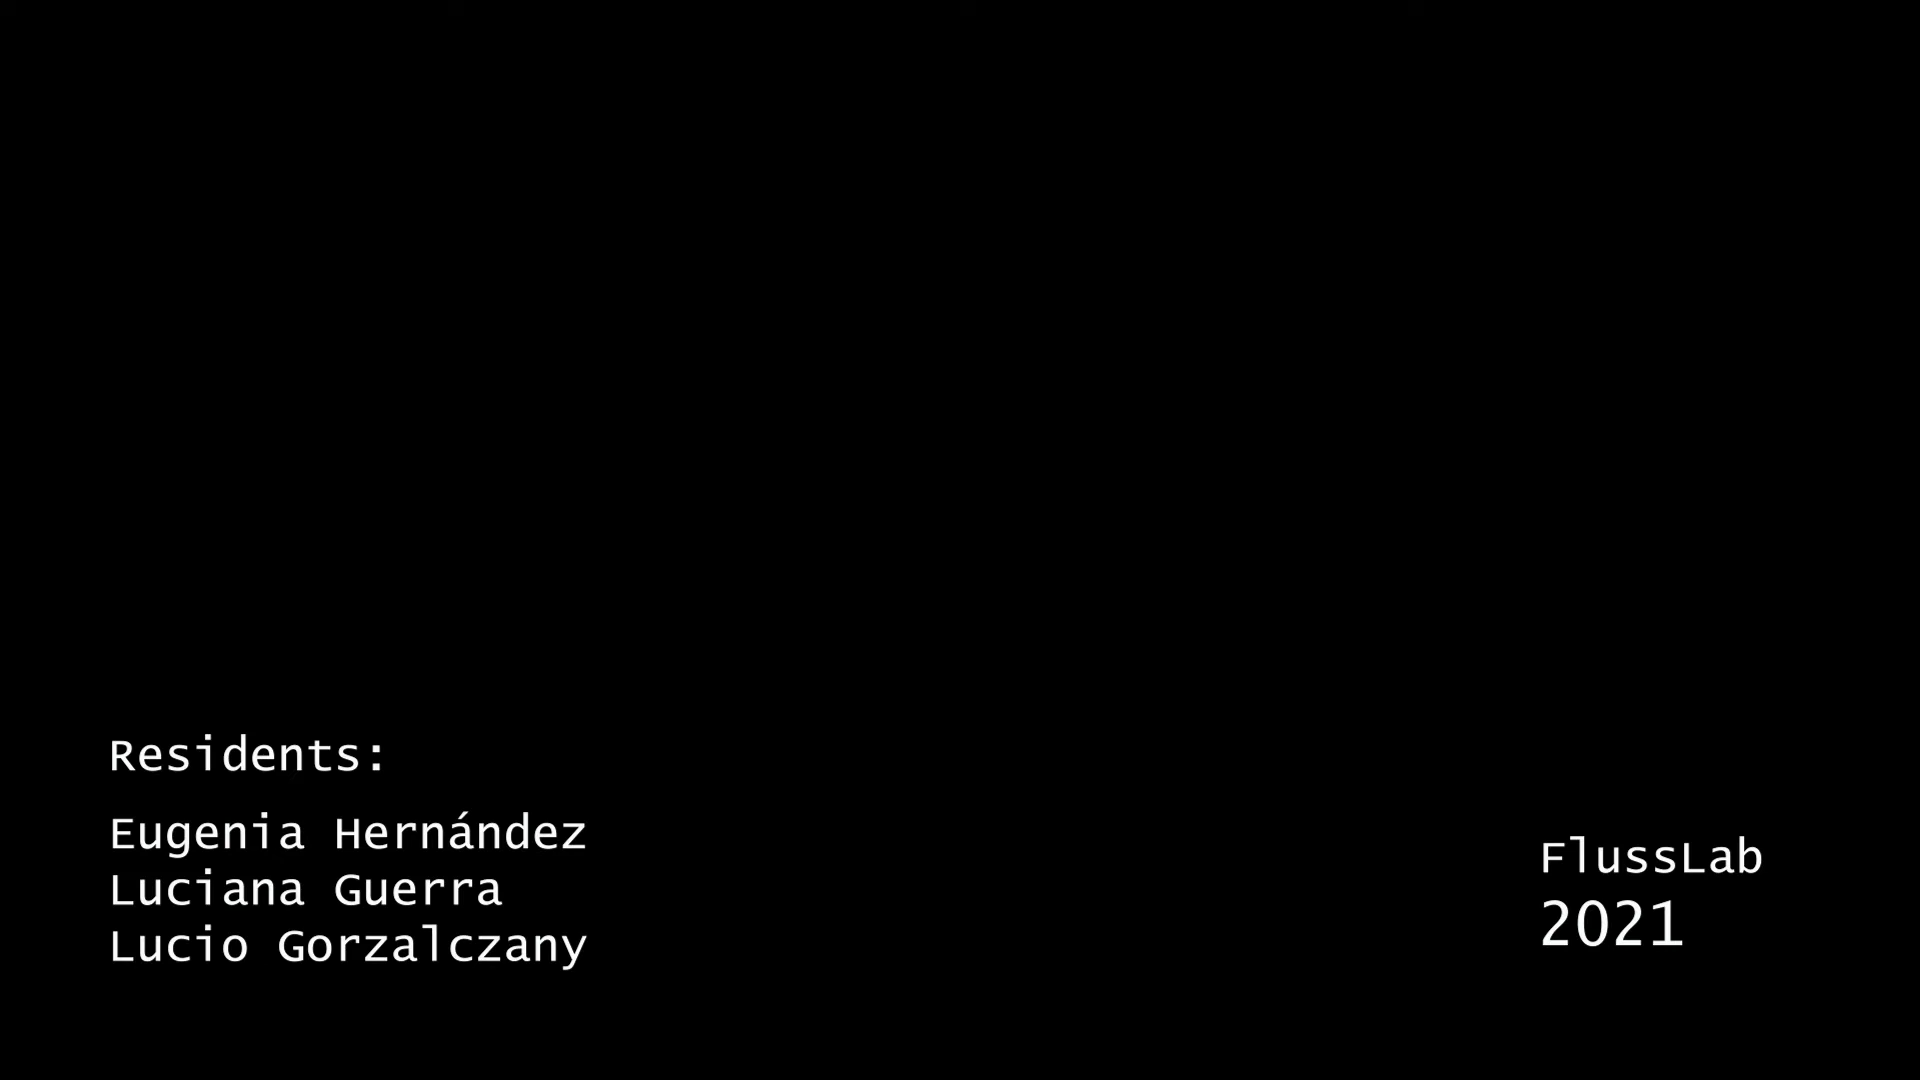 Residents:
Eugenia Hernández
Luciana Guerra
Lucio Gorzalczany
FlussLab
2021